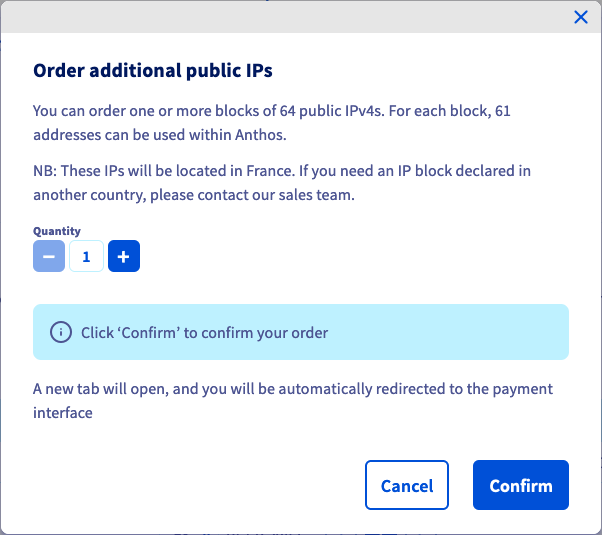 Order additional public IPs
You can order one or more blocks of 64 public IPv4s. For each block, 61
addresses can be used within Anthos.
NB: These IPs will be located in France. If you need an IP block declared in
another country, please contact our sales team.
Quantity
1
Click ‘Confirm’ to confirm your order
A new tab will open, and you will be automatically redirected to the payment
interface
Cancel Confirm